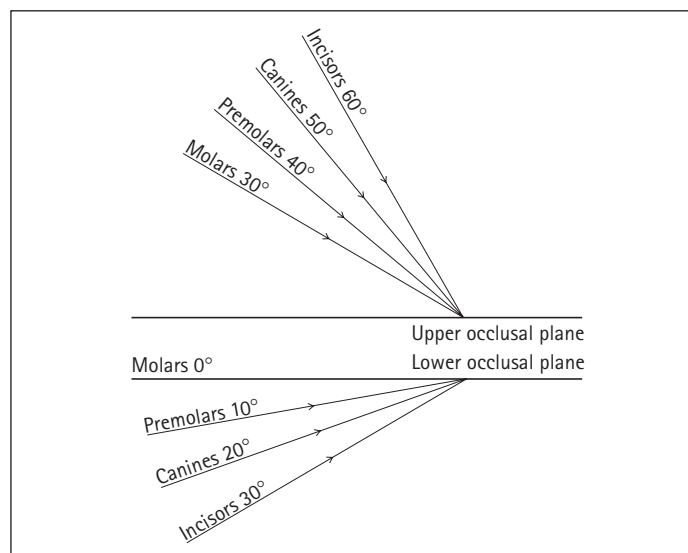 Incisors 60°
Canines 50°
Premolars 40°
Molars 30°
Upper occlusal plane
Molars 0°
Lower occlusal plane
Premolars 10°
Canines 20°
Incisors 30°